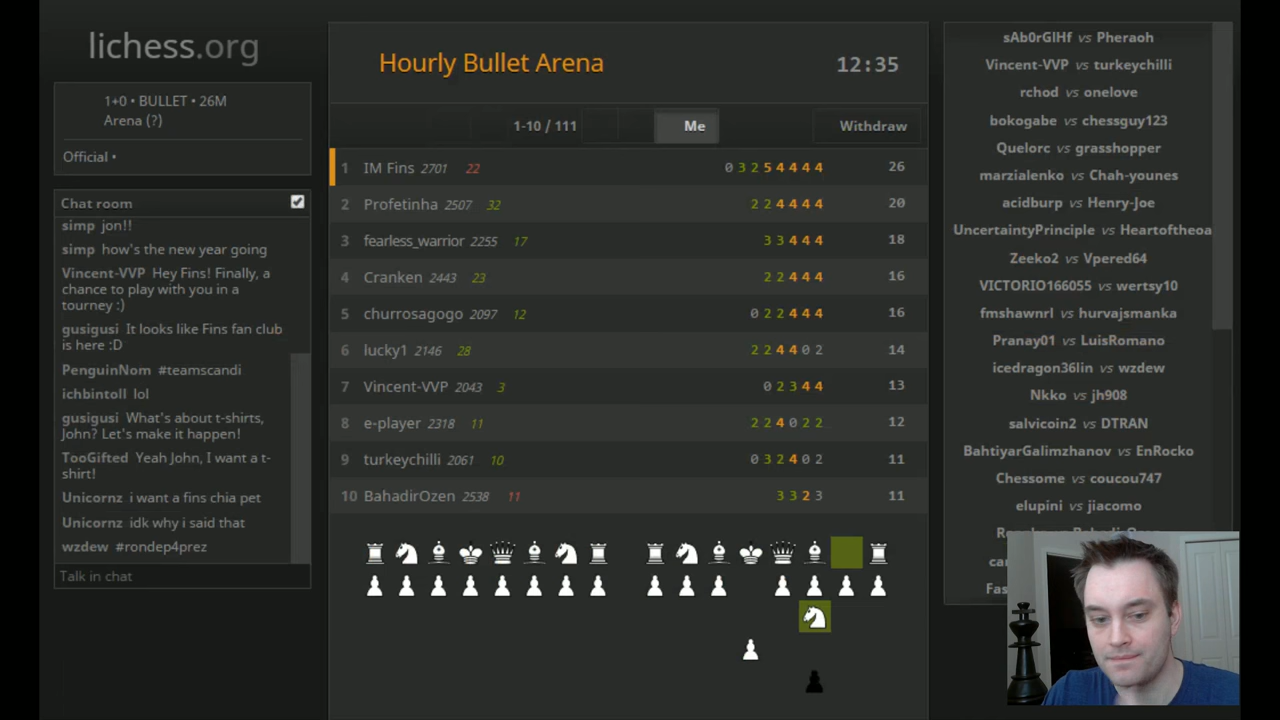 lichess.org
1+0 • BULLET • 26M
Arena (?)
Official •
Chat room
simp jon!!
simp how's the new year going
Vincent-VVP Hey Fins! Finally, a
chance to play with you in a
tourney :)
gusigusi It looks like Fins fan club
is here :D
PenguinNom #teamscandi
ichbintoll lol
gusigusi What's about t-shirts,
John? Let's make it happen!
TooGifted Yeah John, I want a t-
shirt!
Unicornz i want a fins chia pet
Unicornz idk why i said that
wzdew #rondep4prez
Talk in chat
Hourly Bullet Arena 12:35
1-10 / 111 Me Withdraw
1 IM Fins 2701 22 0 3 2 5 4 4 4 4 26
2 Profetinha 2507 32 2 2 4 4 4 4 20
3 fearless_warrior 2255 17 3 3 4 4 4 18
4 Cranken 2443 23 2 2 4 4 4 16
5 churrosagogo 2097 12 0 2 2 4 4 4 16
6 lucky1 2146 28 2 2 4 4 0 2 14
7 Vincent-VVP 2043 3 0 2 3 4 4 13
8 e-player 2318 11 2 2 4 0 2 2 12
9 turkeychilli 2061 10 0 3 2 4 0 2 11
10 BahadirOzen 2538 11 3 3 2 3 11
sAb0rGlHf vs Pheraoh
Vincent-VVP vs turkeychilli
rchod vs onelove
bokogabe vs chessguy123
Quelorc vs grasshopper
marzialenko vs Chah-younes
acidburp vs Henry-Joe
UncertaintyPrinciple vs Heartoftheoa
Zeeko2 vs Vpered64
VICTORIO166055 vs wertsy10
fmshawnrl vs hurvajsmanka
Pranay01 vs LuisRomano
icedragon36lin vs wzdew
Nkko vs jh908
salvicoin2 vs DTRAN
BahtiyarGalimzhanov vs EnRocko
Chessome vs coucou747
elupini vs jiacomo